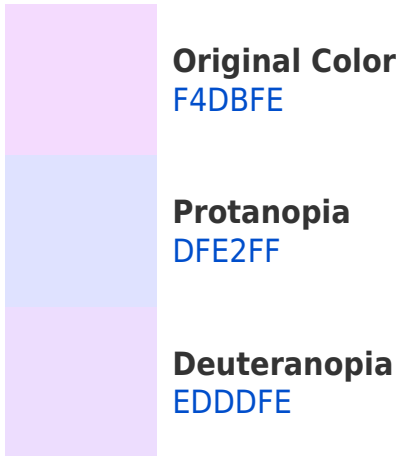 Original Color
F4DBFE
Protanopia
DFE2FF
Deuteranopia
EDDDFE